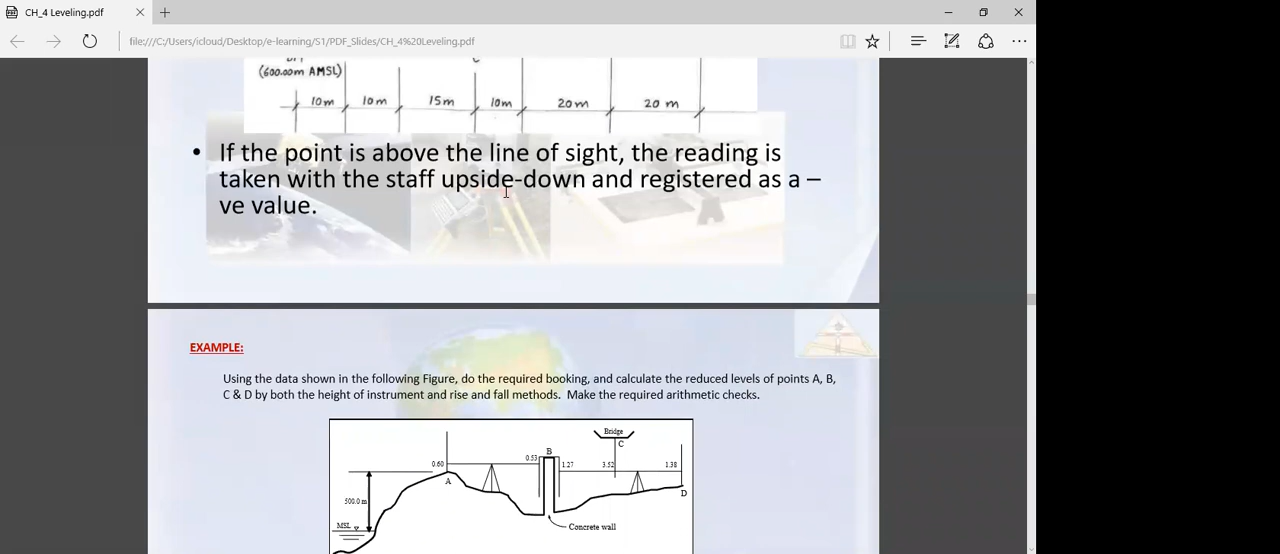 CH_4 Leveling.pdf
file:///C:/Users/icloud/Desktop/e-learning/S1/PDF_Slides/CH_4%20Leveling.pdf
(600.00m AMSL)
10m 10m 15m 10m 20m 20 m
• If the point is above the line of sight, the reading is
taken with the staff upside-down and registered as a –
ve value.
EXAMPLE:
Using the data shown in the following Figure, do the required booking, and calculate the reduced levels of points A, B,
C & D by both the height of instrument and rise and fall methods. Make the required arithmetic checks.
Bridge
C
B
0.60 0.53 1.27 3.52 1.38
A
D
500.0 m
MSL
Concrete wall